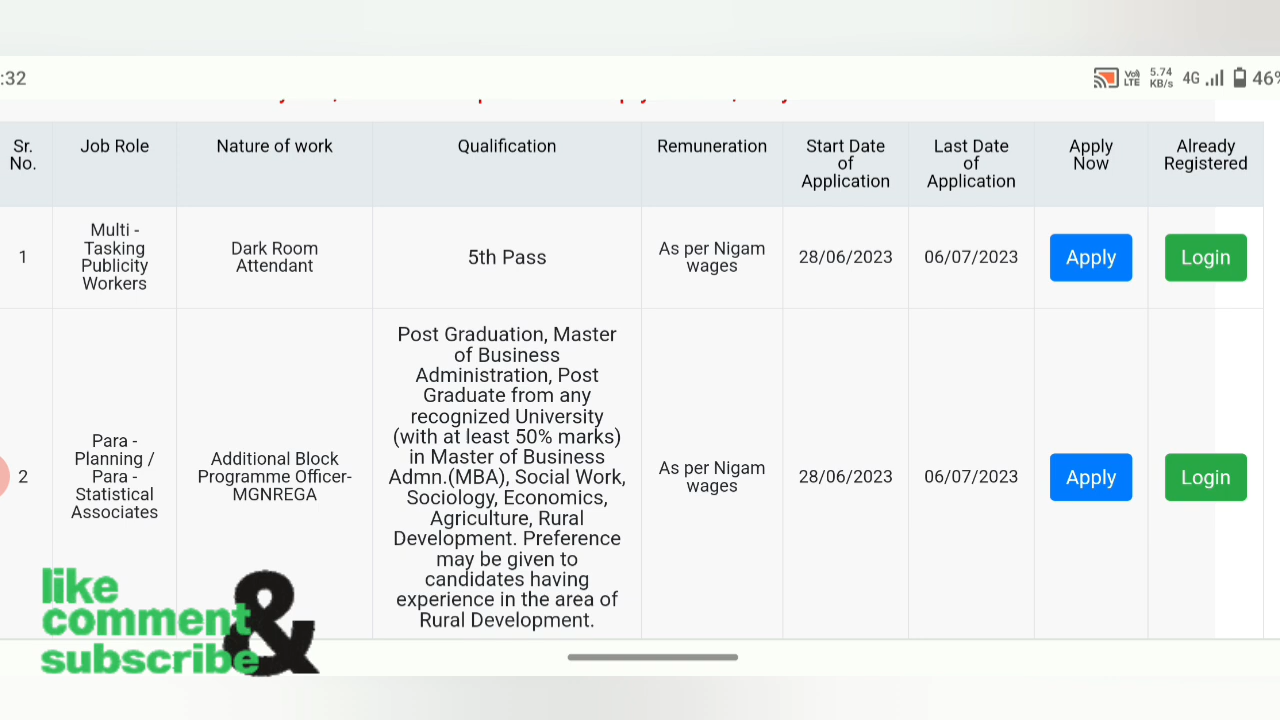 :32
VoI) LTE 5.74 KB/s 4G 46%
Sr. No.
Job Role
Nature of work
Qualification
Remuneration
Start Date
of
Application
Last Date
of
Application
Apply
Now
Already
Registered
1
Multi -
Tasking
Publicity
Workers
Dark Room
Attendant
5th Pass
As per Nigam
wages
28/06/2023
06/07/2023
Apply
Login
2
Para -
Planning /
Para -
Statistical
Associates
Additional Block
Programme Officer-
MGNREGA
Post Graduation, Master
of Business
Administration, Post
Graduate from any
recognized University
(with at least 50% marks)
in Master of Business
Admn.(MBA), Social Work,
Sociology, Economics,
Agriculture, Rural
Development. Preference
may be given to
candidates having
experience in the area of
Rural Development.
As per Nigam
wages
28/06/2023
06/07/2023
Apply
Login
like
comment &
subscribe